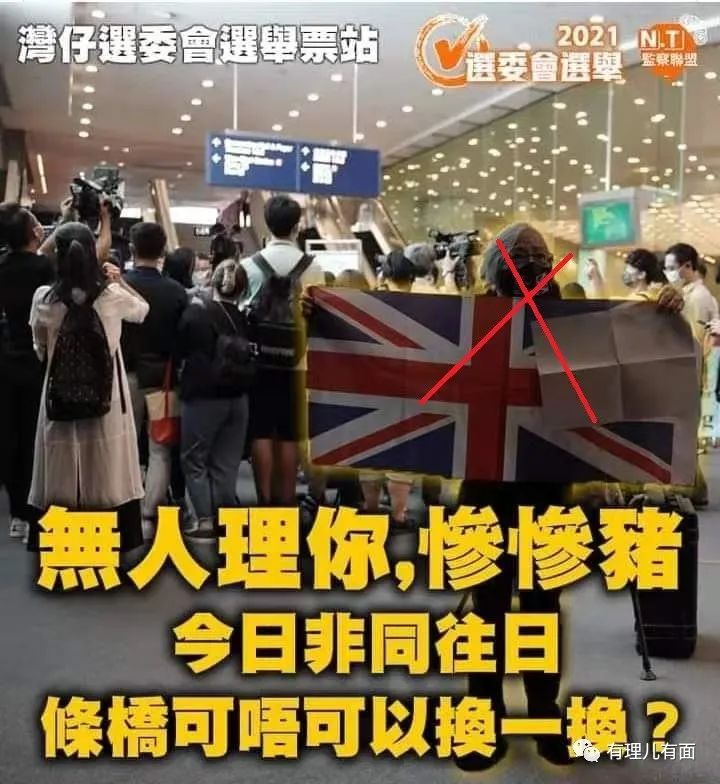 灣仔選委會選舉票站
2021
選委會選舉
N.T
監察聯盟
無人理你,慘慘豬
今日非同往日
條橋可唔可以換一換？
有理儿有面